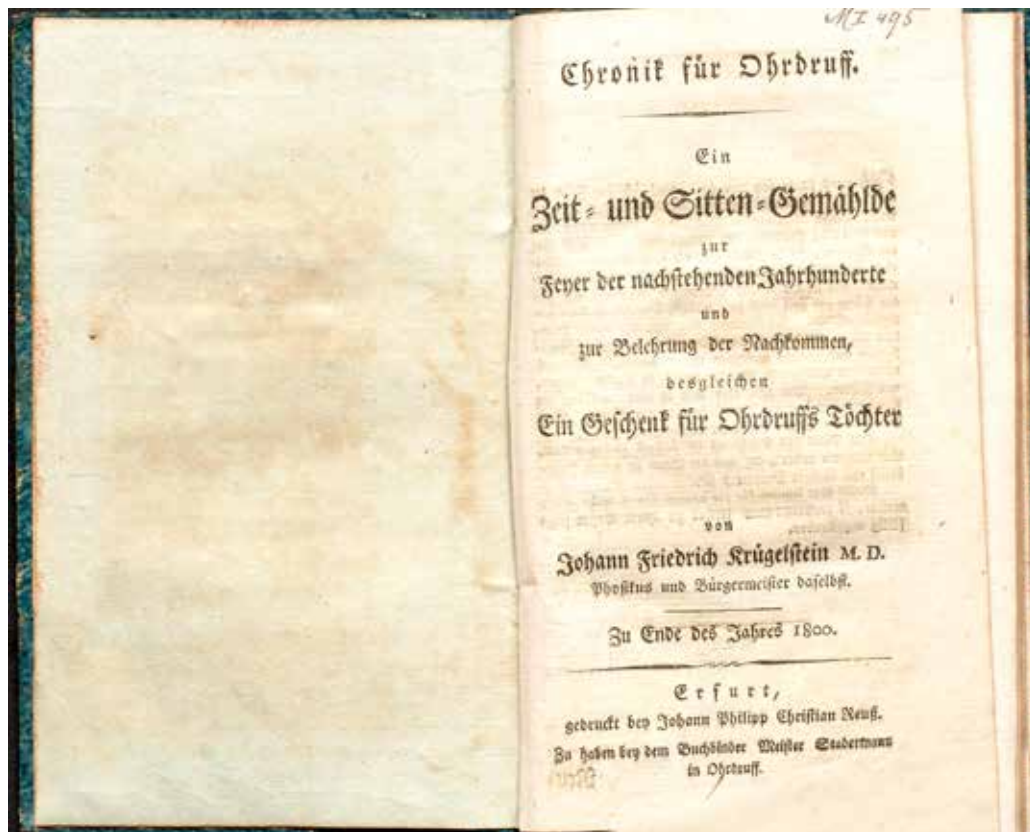 MI 495
Chronik für Ohrdruff.
Ein
Zeit- und Sitten-Gemählde
zur
Feyer der nachstehenden Jahrhunderte
und
zur Belehrung der Nachkommen,
desgleichen
Ein Geschenk für Ohrdruffs Töchter
von
Johann Friedrich Krügelstein M. D.
Physikus und Bürgermeister daselbst.
Zu Ende des Jahres 1800.
Erfurt,
gedruckt bey Johann Philipp Christian Reuß.
Zu haben bey dem Buchbinder Meister Studertmann
in Ohrdruff.